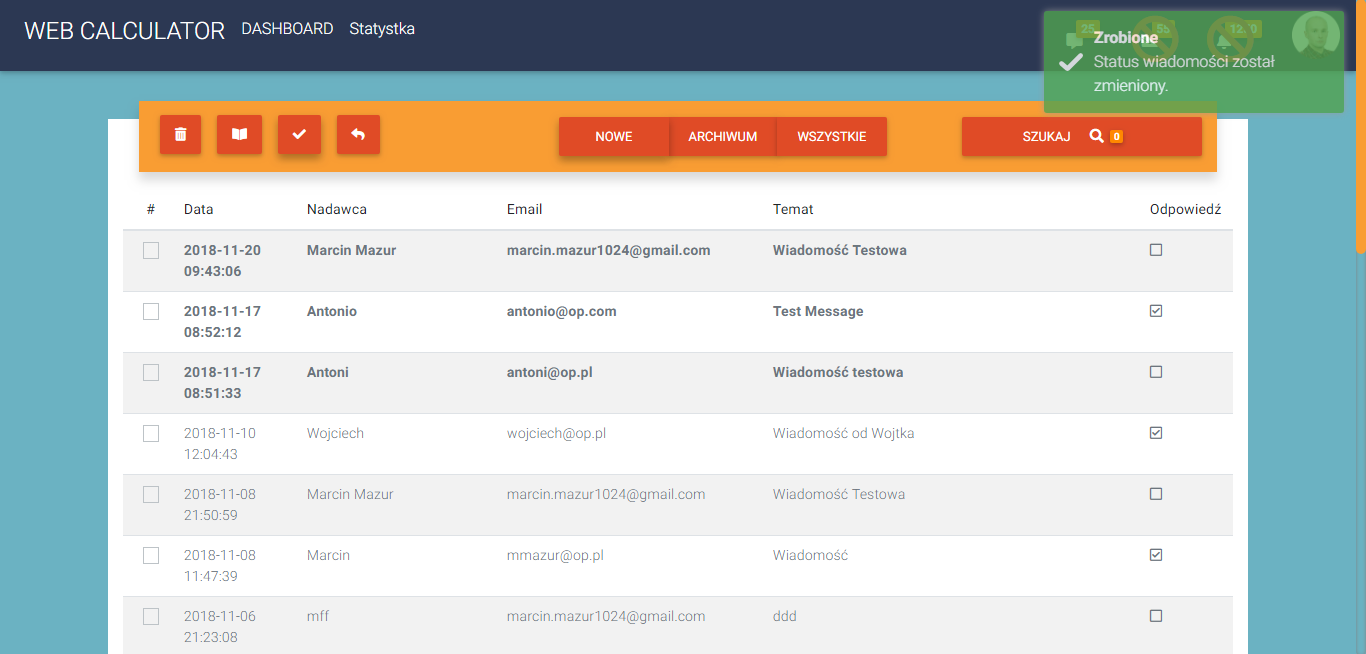 WEB CALCULATOR DASHBOARD Statystka
25 55 1250
Zrobione
Status wiadomości został
zmieniony.
NOWE ARCHIWUM WSZYSTKIE SZUKAJ 0
# Data Nadawca Email Temat Odpowiedź
2018-11-20 Marcin Mazur marcin.mazur1024@gmail.com Wiadomość Testowa
09:43:06
2018-11-17 Antonio antonio@op.com Test Message
08:52:12
2018-11-17 Antoni antoni@op.pl Wiadomość testowa
08:51:33
2018-11-10 Wojciech wojciech@op.pl Wiadomość od Wojtka
12:04:43
2018-11-08 Marcin Mazur marcin.mazur1024@gmail.com Wiadomość Testowa
21:50:59
2018-11-08 Marcin mmazur@op.pl Wiadomość
11:47:39
2018-11-06 mff marcin.mazur1024@gmail.com ddd
21:23:08